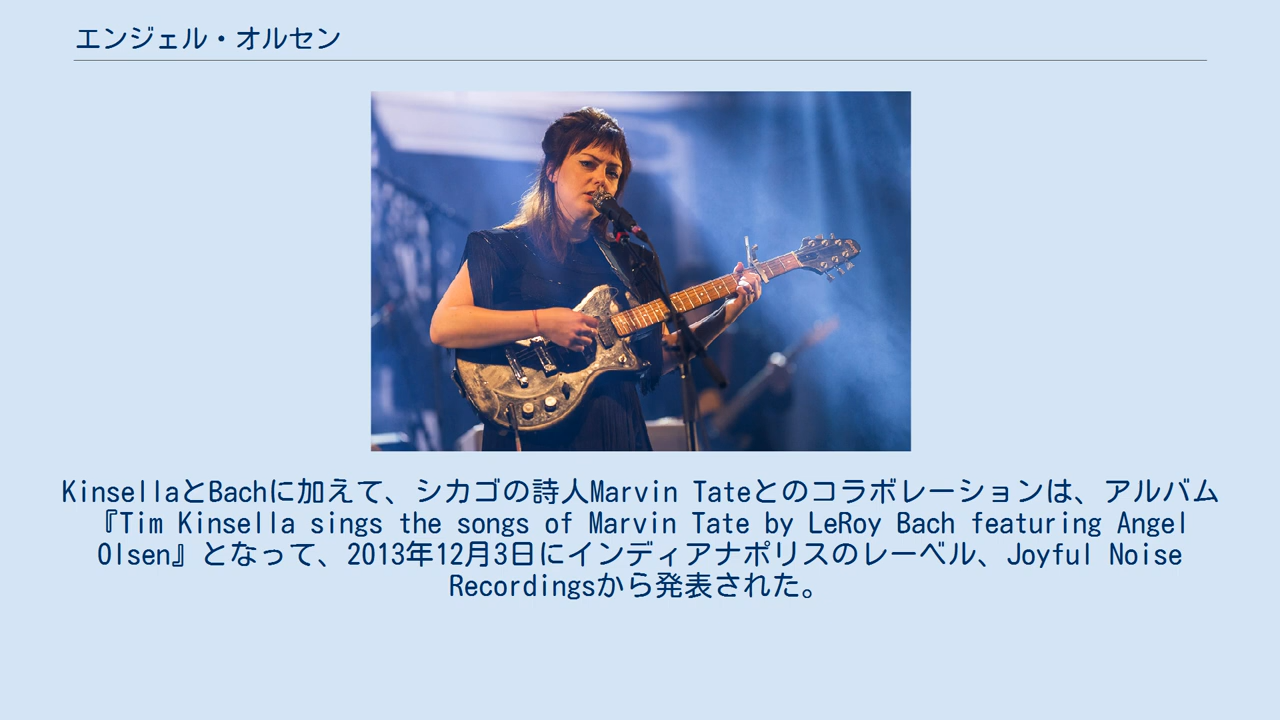 エンジェル・オルセン
KinsellaとBachに加えて、シカゴの詩人Marvin Tateとのコラボレーションは、アルバム
『Tim Kinsella sings the songs of Marvin Tate by LeRoy Bach featuring Angel
Olsen』となって、2013年12月3日にインディアナポリスのレーベル、Joyful Noise
Recordingsから発表された。